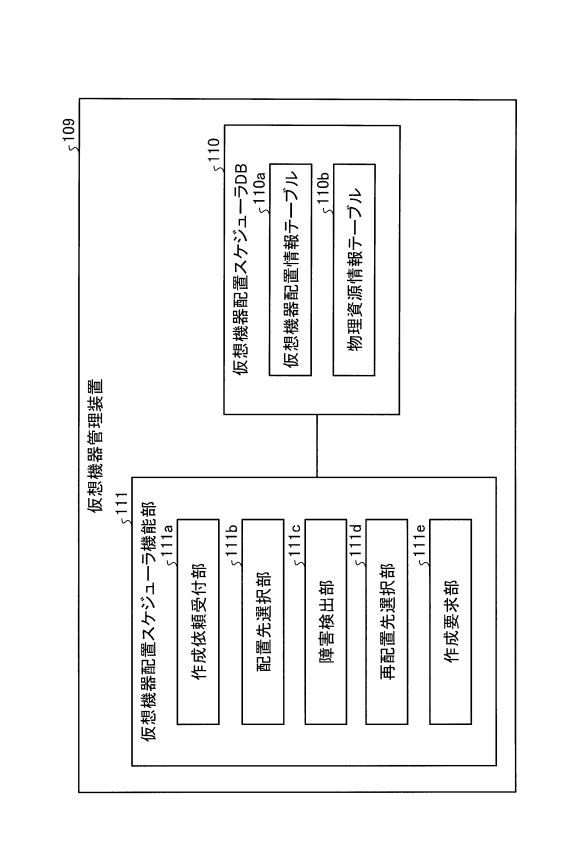 109
仮想機器管理装置
111
仮想機器配置スケジューラ機能部
111a
作成依頼受付部
111b
配置先選択部
111c
障害検出部
111d
再配置先選択部
111e
作成要求部
110
仮想機器配置スケジューラDB
110a
仮想機器配置情報テーブル
110b
物理資源情報テーブル